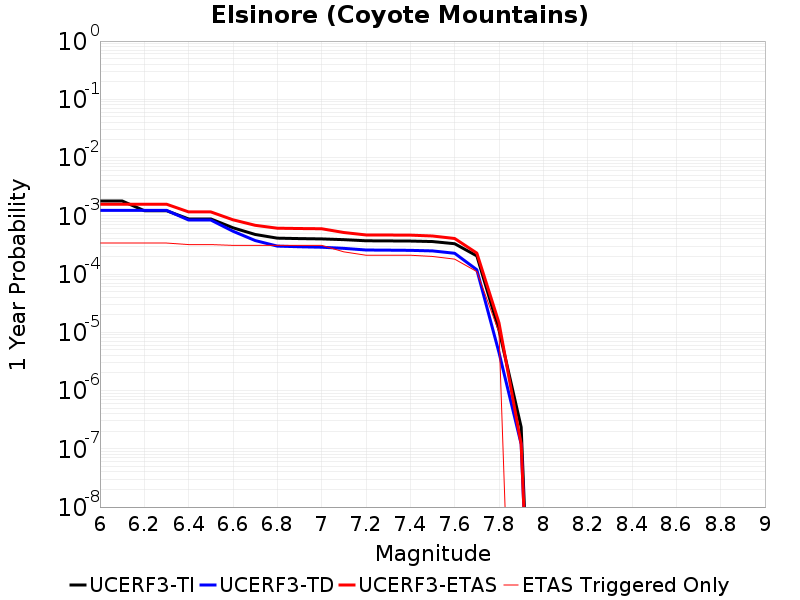 Elsinore (Coyote Mountains)
1 Year Probability
10^0
10^-1
10^-2
10^-3
10^-4
10^-5
10^-6
10^-7
10^-8
6 6.2 6.4 6.6 6.8 7 7.2 7.4 7.6 7.8 8 8.2 8.4 8.6 8.8 9
Magnitude
UCERF3-TI UCERF3-TD UCERF3-ETAS ETAS Triggered Only